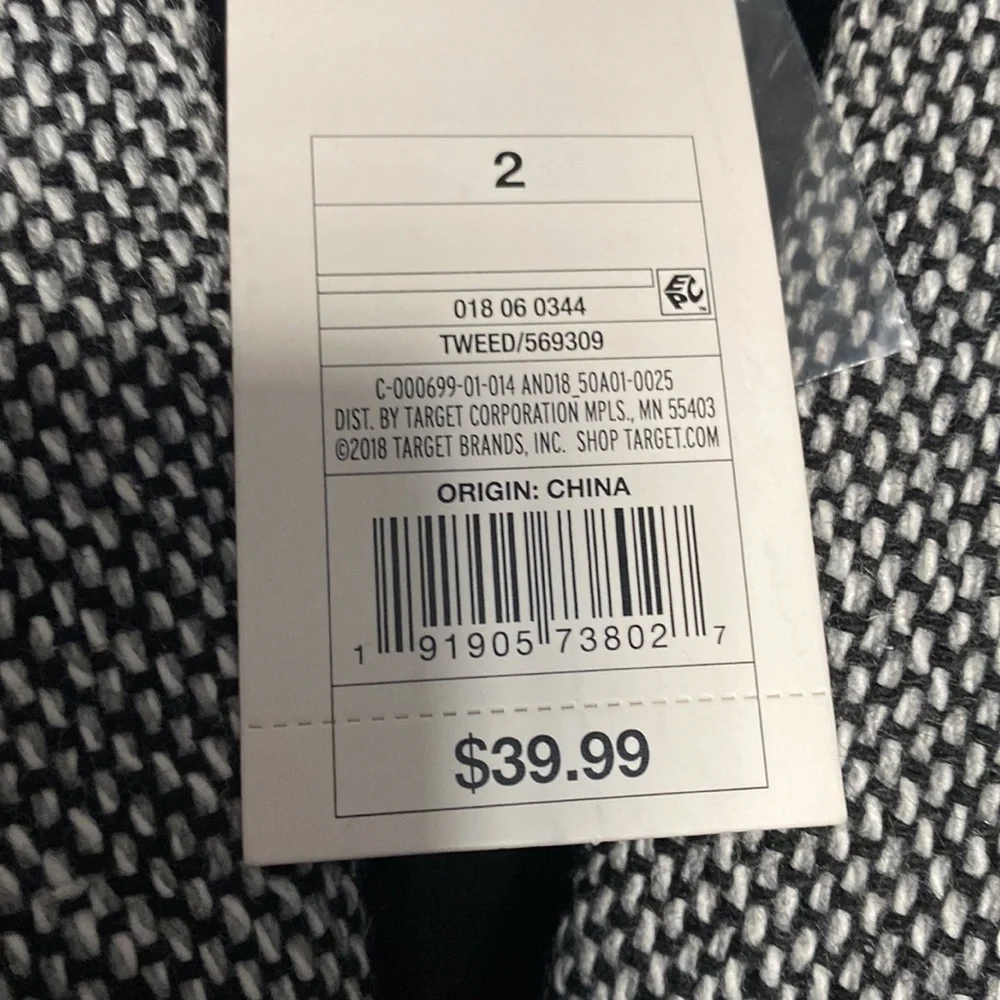 2
EPC
™
018 06 0344
TWEED/569309
C-000699-01-014 AND18_50A01-0025
DIST. BY TARGET CORPORATION MPLS., MN 55403
©2018 TARGET BRANDS, INC. SHOP TARGET.COM
ORIGIN: CHINA
1 91905 73802 7
$39.99